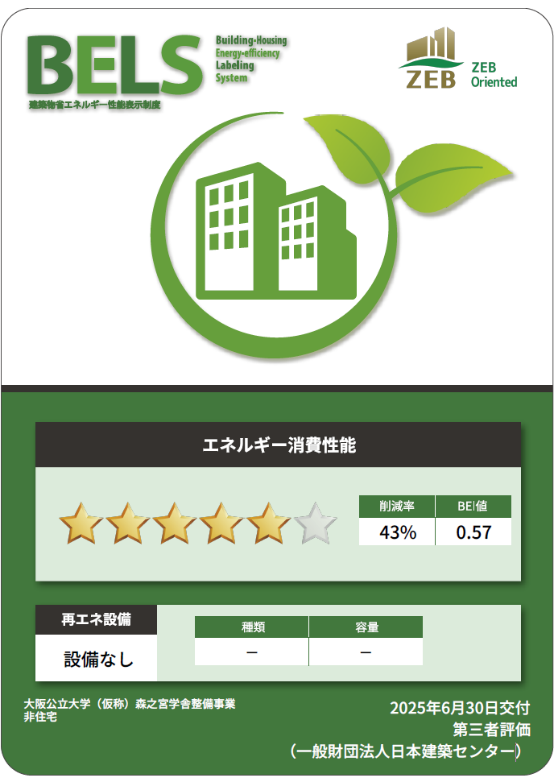 BELS
Building-Housing
Energy-efficiency
Labeling
System
建築物省エネルギー性能表示制度
ZEB
ZEB
Oriented
エネルギー消費性能
削減率 BEI値
43% 0.57
再エネ設備
設備なし
種類 容量
ー ー
大阪公立大学（仮称）森之宮学舎整備事業
非住宅
2025年6月30日交付
第三者評価
（一般財団法人日本建築センター）